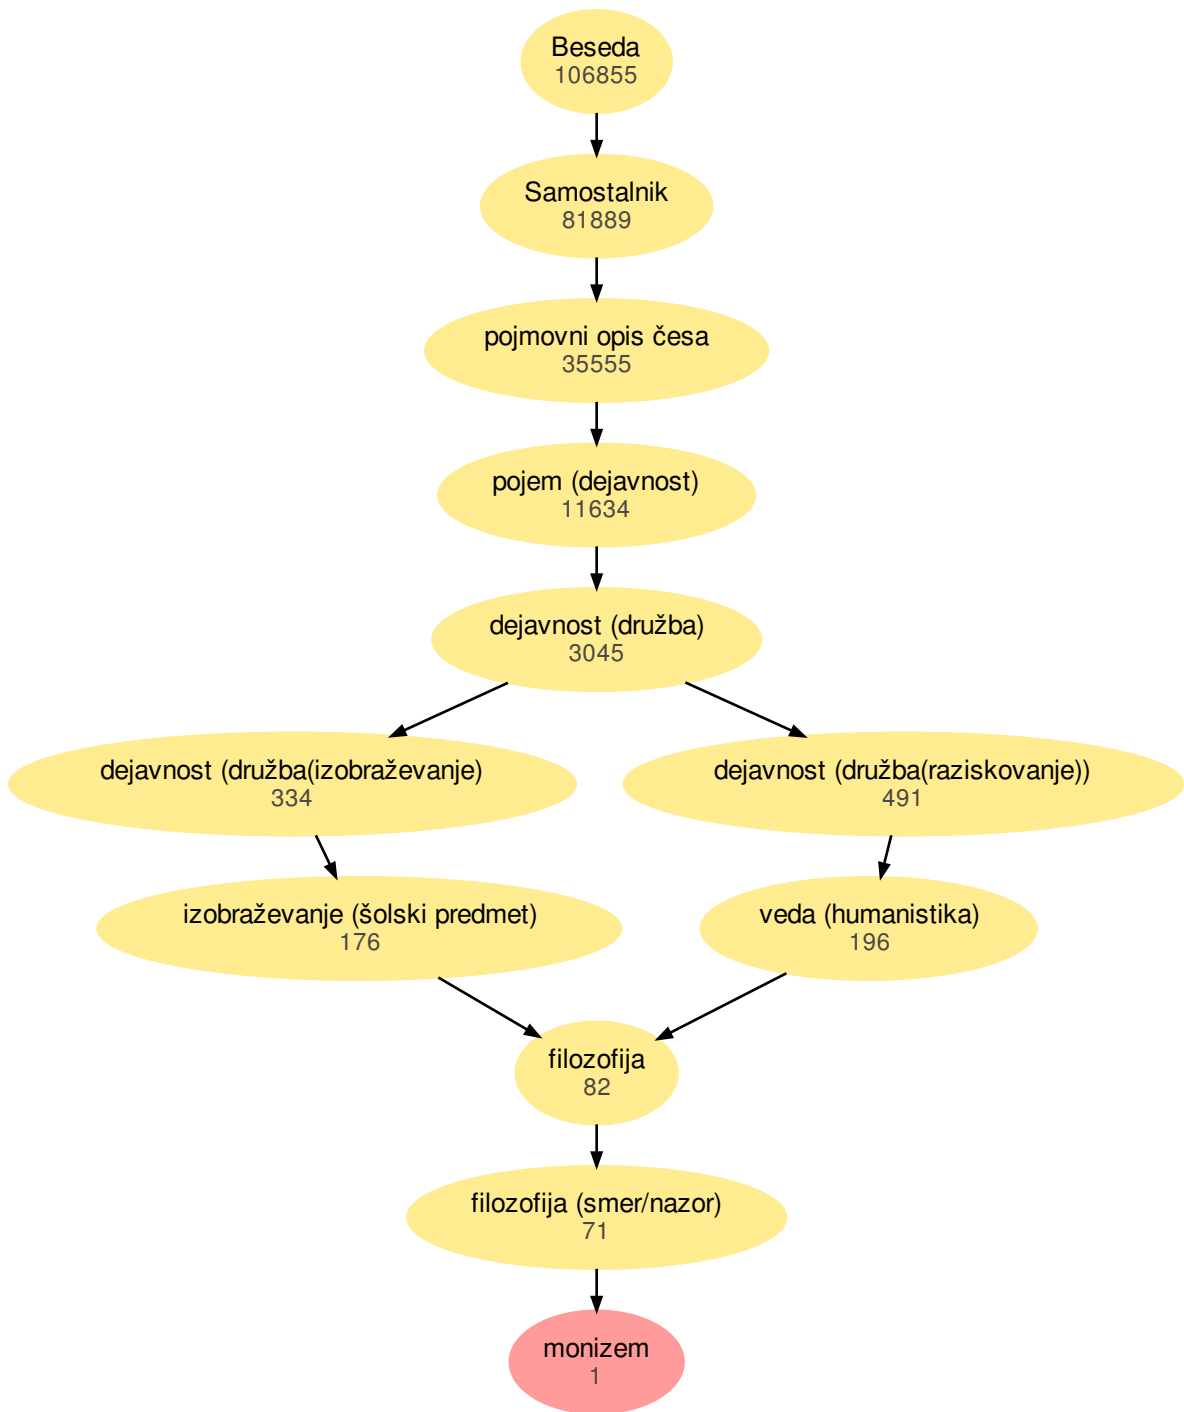 Beseda
106855
Samostalnik
81889
pojmovni opis česa
35555
pojem (dejavnost)
11634
dejavnost (družba)
3045
dejavnost (družba(izobraževanje)
334
dejavnost (družba(raziskovanje))
491
izobraževanje (šolski predmet)
176
veda (humanistika)
196
filozofija
82
filozofija (smer/nazor)
71
monizem
1